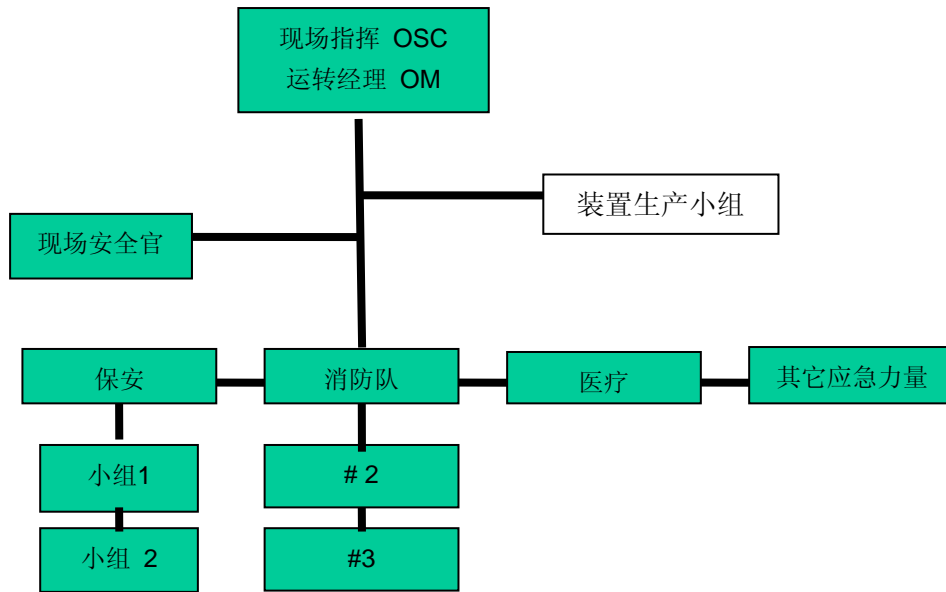 现场指挥 OSC
运转经理 OM
装置生产小组
现场安全官
保安
消防队
医疗
其它应急力量
小组1
# 2
小组 2
#3